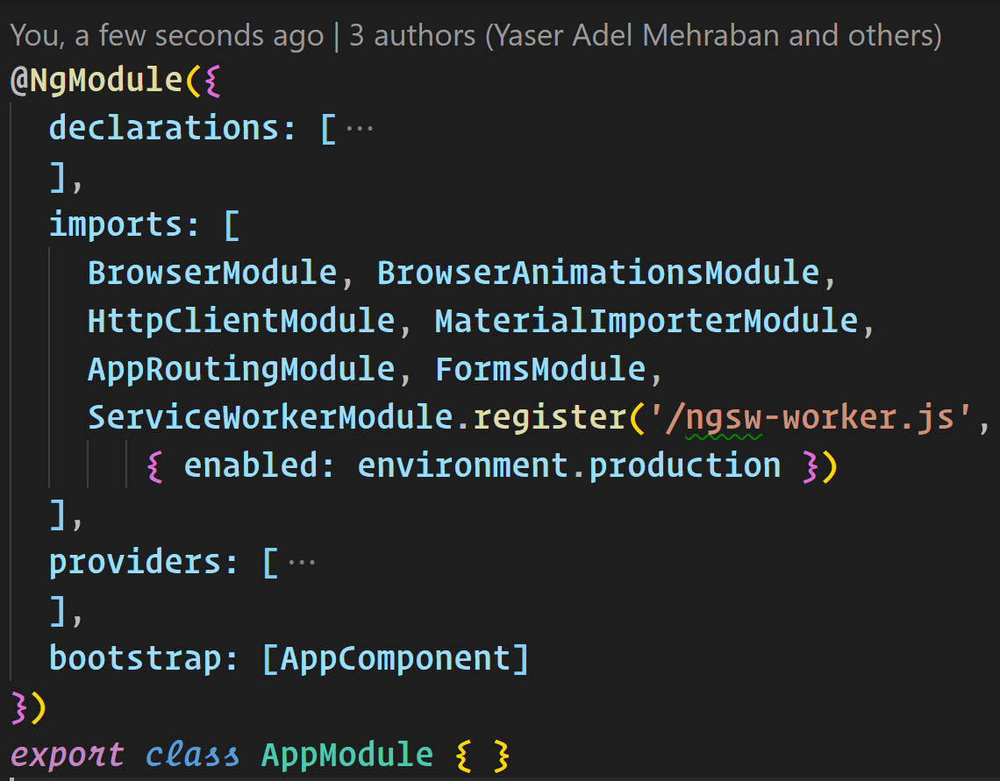 You, a few seconds ago | 3 authors (Yaser Adel Mehraban and others)
@NgModule({
  declarations: [···
  ],
  imports: [
    BrowserModule, BrowserAnimationsModule,
    HttpClientModule, MaterialImporterModule,
    AppRoutingModule, FormsModule,
    ServiceWorkerModule.register('/ngsw-worker.js',
       { enabled: environment.production })
  ],
  providers: [···
  ],
  bootstrap: [AppComponent]
})
export class AppModule { }